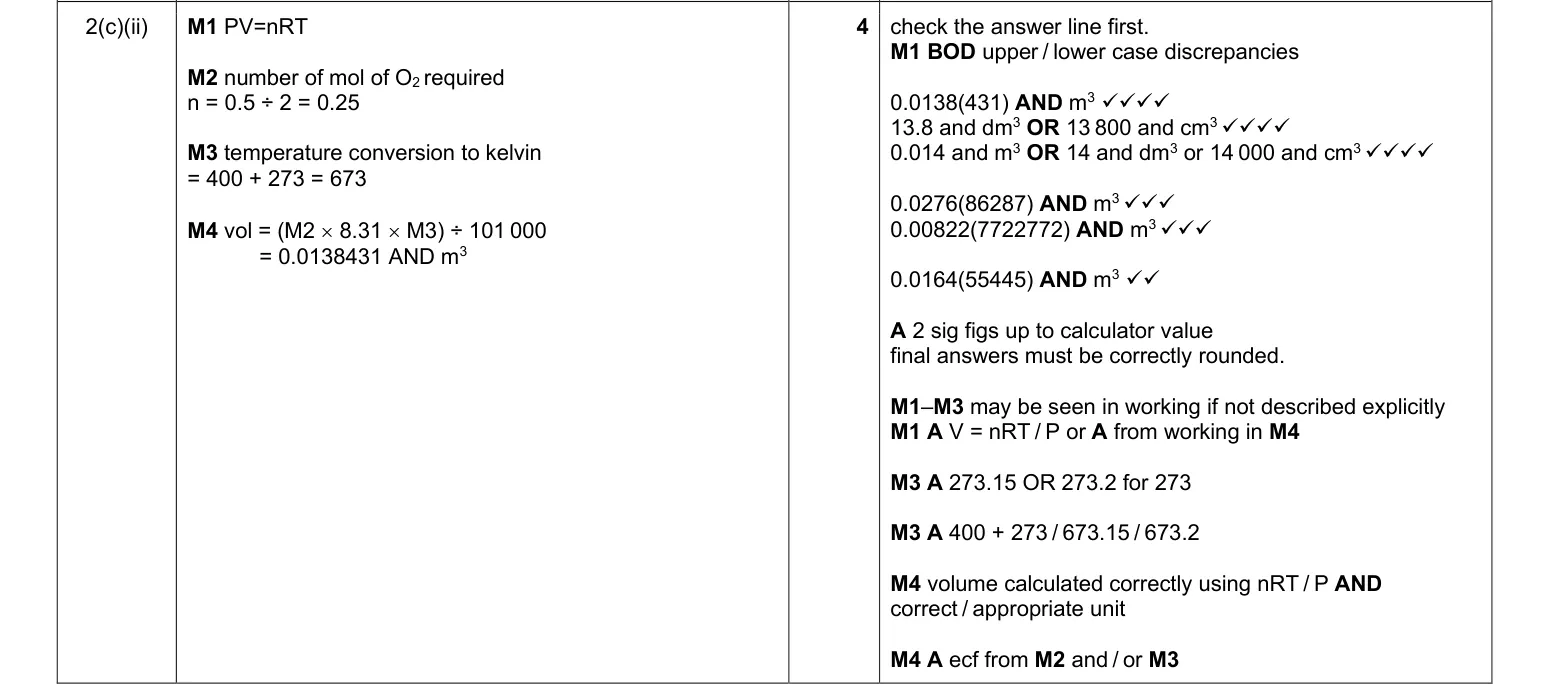 2(c)(ii)
M1 PV=nRT
M2 number of mol of O₂ required
n = 0.5 ÷ 2 = 0.25
M3 temperature conversion to kelvin
= 400 + 273 = 673
M4 vol = (M2 × 8.31 × M3) ÷ 101 000
= 0.0138431 AND m³
4
check the answer line first.
M1 BOD upper / lower case discrepancies
0.0138(431) AND m³ ✓✓✓✓
13.8 and dm³ OR 13 800 and cm³ ✓✓✓✓
0.014 and m³ OR 14 and dm³ or 14 000 and cm³ ✓✓✓✓
0.0276(86287) AND m³ ✓✓✓
0.00822(7722772) AND m³ ✓✓✓
0.0164(55445) AND m³ ✓✓
A 2 sig figs up to calculator value
final answers must be correctly rounded.
M1–M3 may be seen in working if not described explicitly
M1 A V = nRT / P or A from working in M4
M3 A 273.15 OR 273.2 for 273
M3 A 400 + 273 / 673.15 / 673.2
M4 volume calculated correctly using nRT / P AND
correct / appropriate unit
M4 A ecf from M2 and / or M3